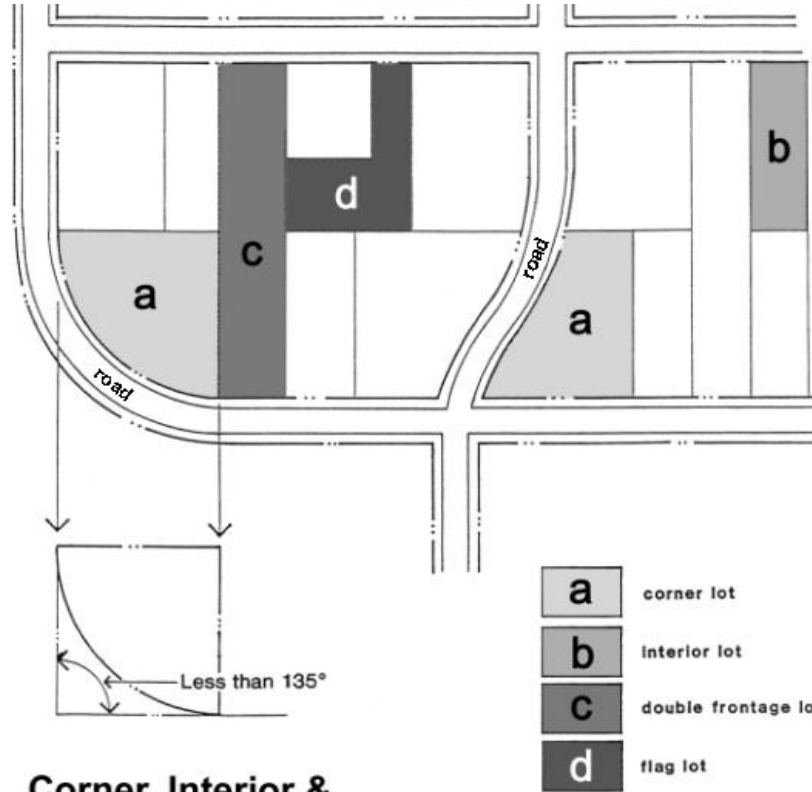 b
d
c
road
a
a
road
Less than 135°
a corner lot
b interior lot
c double frontage lo
d flag lot
Corner, Interior &